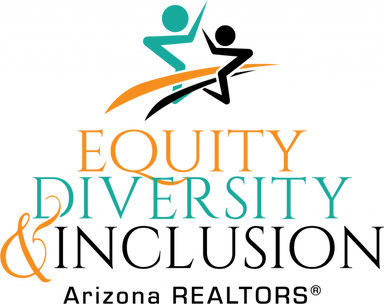 EQUITY
DIVERSITY
& INCLUSION
Arizona REALTORS®